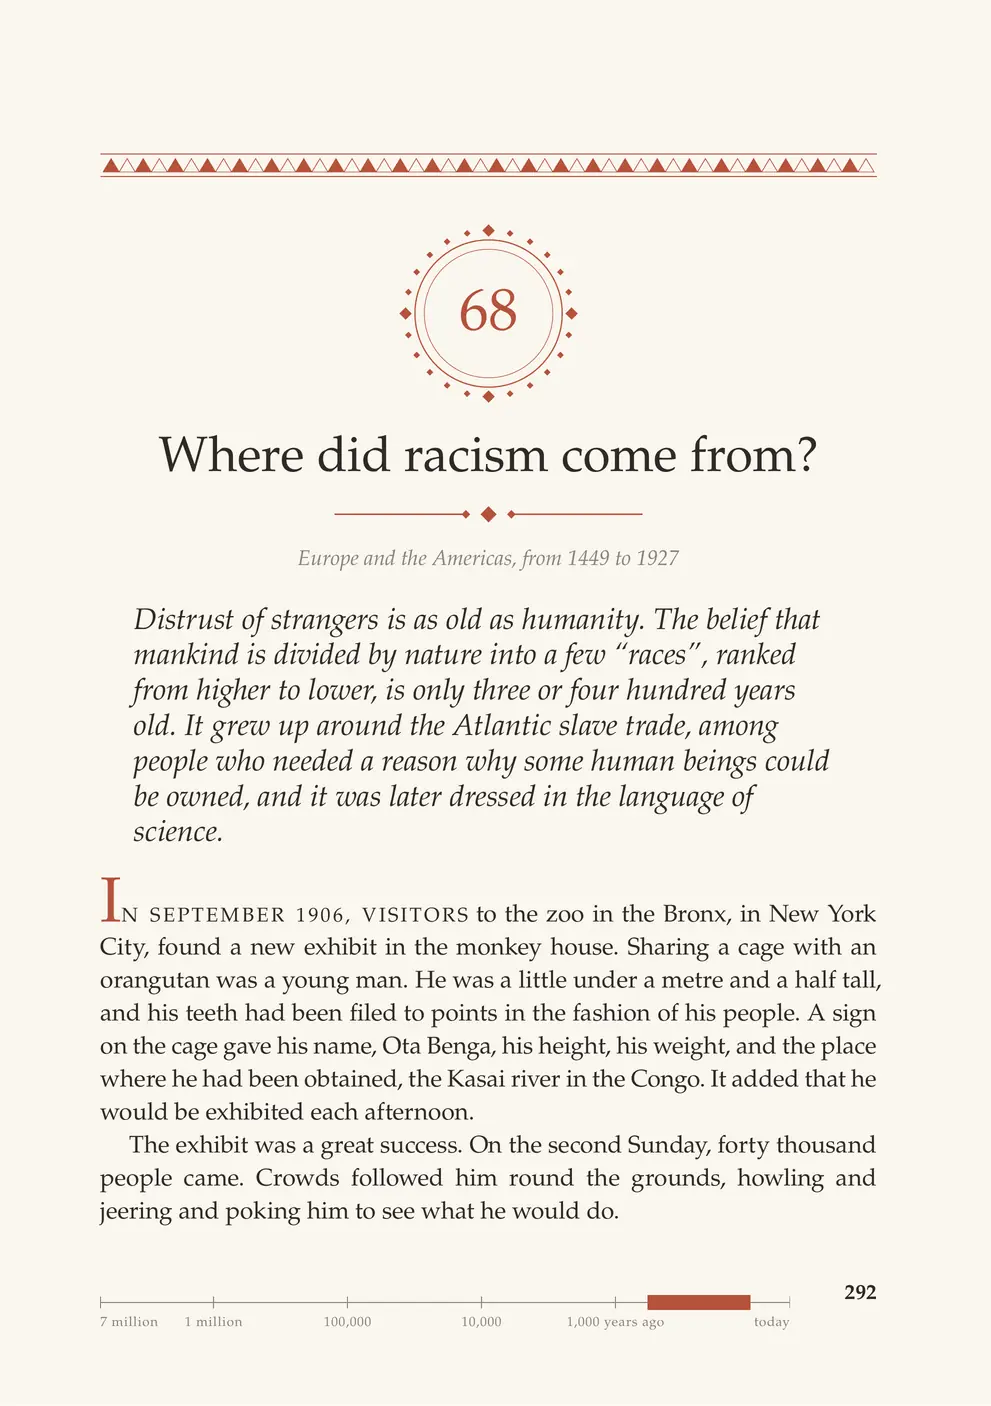 68
Where did racism come from?
Europe and the Americas, from 1449 to 1927
Distrust of strangers is as old as humanity. The belief that
mankind is divided by nature into a few “races”, ranked
from higher to lower, is only three or four hundred years
old. It grew up around the Atlantic slave trade, among
people who needed a reason why some human beings could
be owned, and it was later dressed in the language of
science.
IN SEPTEMBER 1906, VISITORS to the zoo in the Bronx, in New York
City, found a new exhibit in the monkey house. Sharing a cage with an
orangutan was a young man. He was a little under a metre and a half tall,
and his teeth had been filed to points in the fashion of his people. A sign
on the cage gave his name, Ota Benga, his height, his weight, and the place
where he had been obtained, the Kasai river in the Congo. It added that he
would be exhibited each afternoon.
The exhibit was a great success. On the second Sunday, forty thousand
people came. Crowds followed him round the grounds, howling and
jeering and poking him to see what he would do.
292
7 million 1 million 100,000 10,000 1,000 years ago today